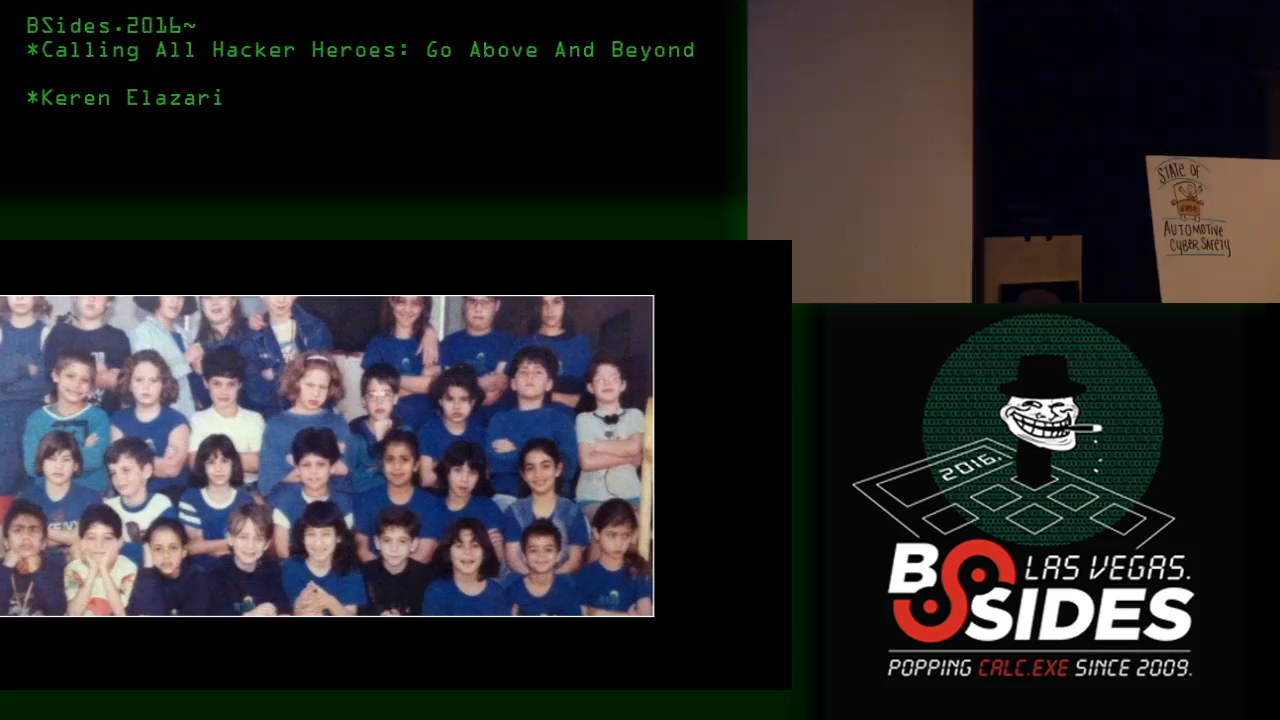 BSides.2016~
*Calling All Hacker Heroes: Go Above And Beyond
*Keren Elazari
STATE OF
AUTOMOTIVE
CYBER SAFETY
2016.
BSIDES
LAS VEGAS.
POPPING CALC.EXE SINCE 2009.